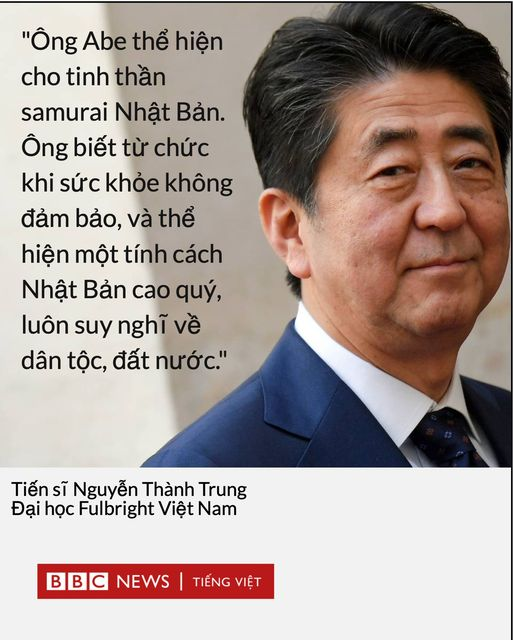 "Ông Abe thể hiện
cho tinh thần
samurai Nhật Bản.
Ông biết từ chức
khi sức khỏe không
đảm bảo, và thể
hiện một tính cách
Nhật Bản cao quý,
luôn suy nghĩ về
dân tộc, đất nước."
Tiến sĩ Nguyễn Thành Trung
Đại học Fulbright Việt Nam
BBC NEWS | TIẾNG VIỆT